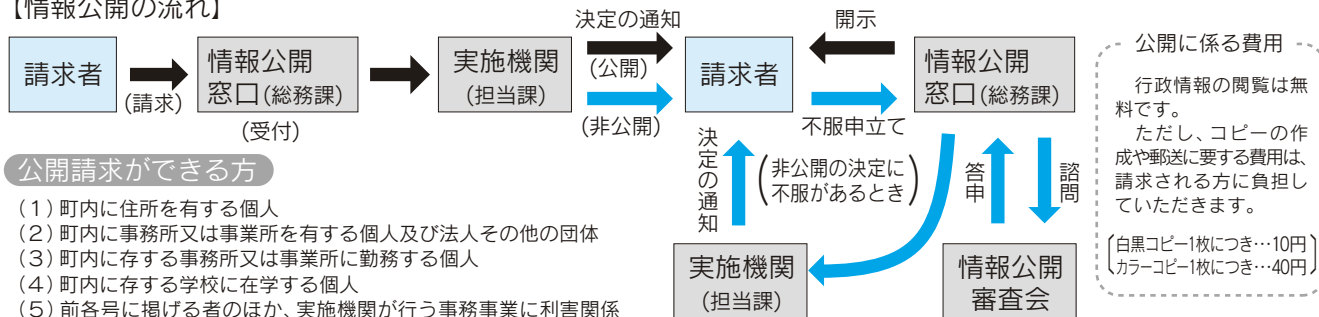 【情報公開の流れ】
請求者
(請求)
情報公開
窓口(総務課)
(受付)
実施機関
(担当課)
決定の通知
(公開)
(非公開)
請求者
開示
不服申立て
(非公開の決定に
不服があるとき)
情報公開
窓口(総務課)
決定の通知
答申
諮問
実施機関
(担当課)
情報公開
審査会
公開請求ができる方
(1)町内に住所を有する個人
(2)町内に事務所又は事業所を有する個人及び法人その他の団体
(3)町内に存する事務所又は事業所に勤務する個人
(4)町内に存する学校に在学する個人
(5)前各号に掲げる者のほか、実施機関が行う事務事業に利害関係
公開に係る費用
行政情報の閲覧は無
料です。
ただし、コピーの作
成や郵送に要する費用は、
請求される方に負担し
ていただきます。
白黒コピー1枚につき…10円
カラーコピー1枚につき…40円